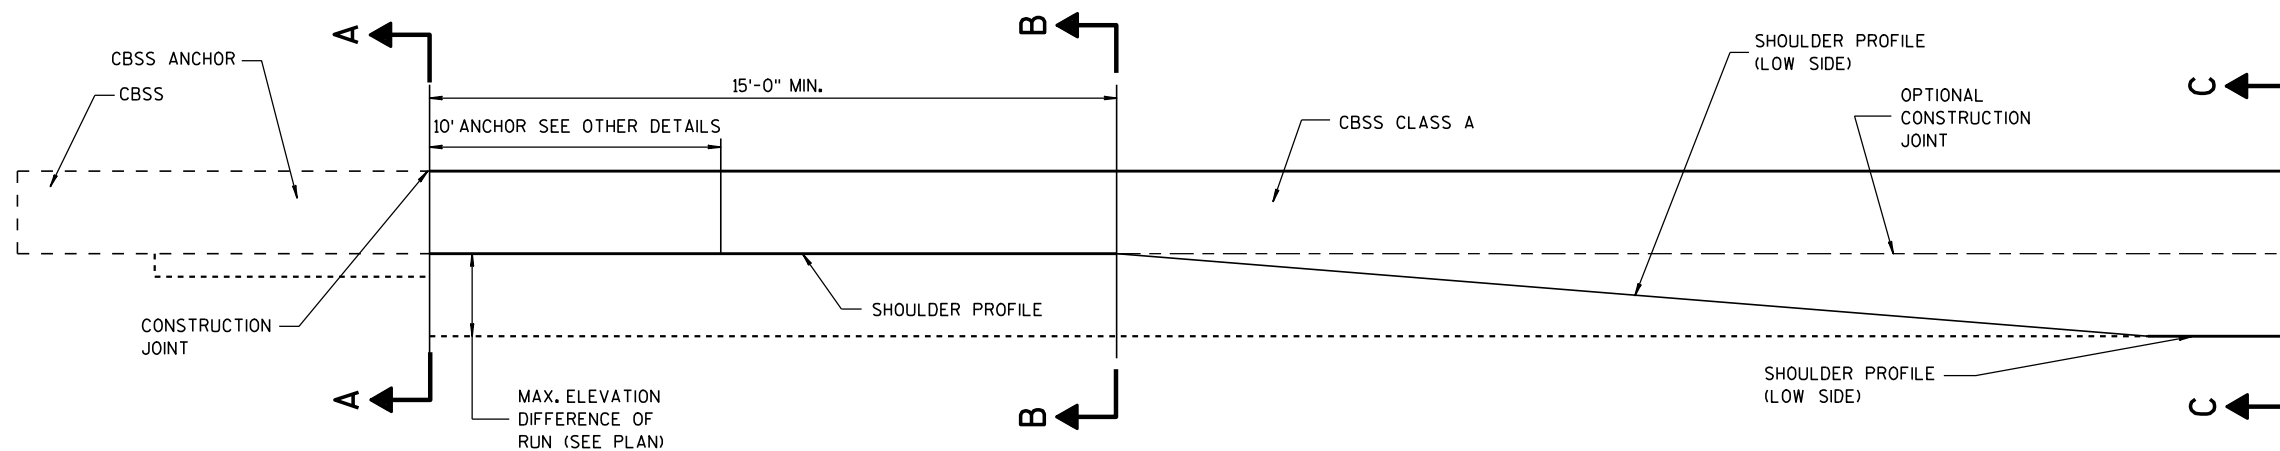 A
B
C
CBSS ANCHOR
CBSS
15'-0" MIN.
10' ANCHOR SEE OTHER DETAILS
CBSS CLASS A
SHOULDER PROFILE
(LOW SIDE)
OPTIONAL
CONSTRUCTION
JOINT
CONSTRUCTION
JOINT
SHOULDER PROFILE
MAX. ELEVATION
DIFFERENCE OF
RUN (SEE PLAN)
SHOULDER PROFILE
(LOW SIDE)
A
B
C